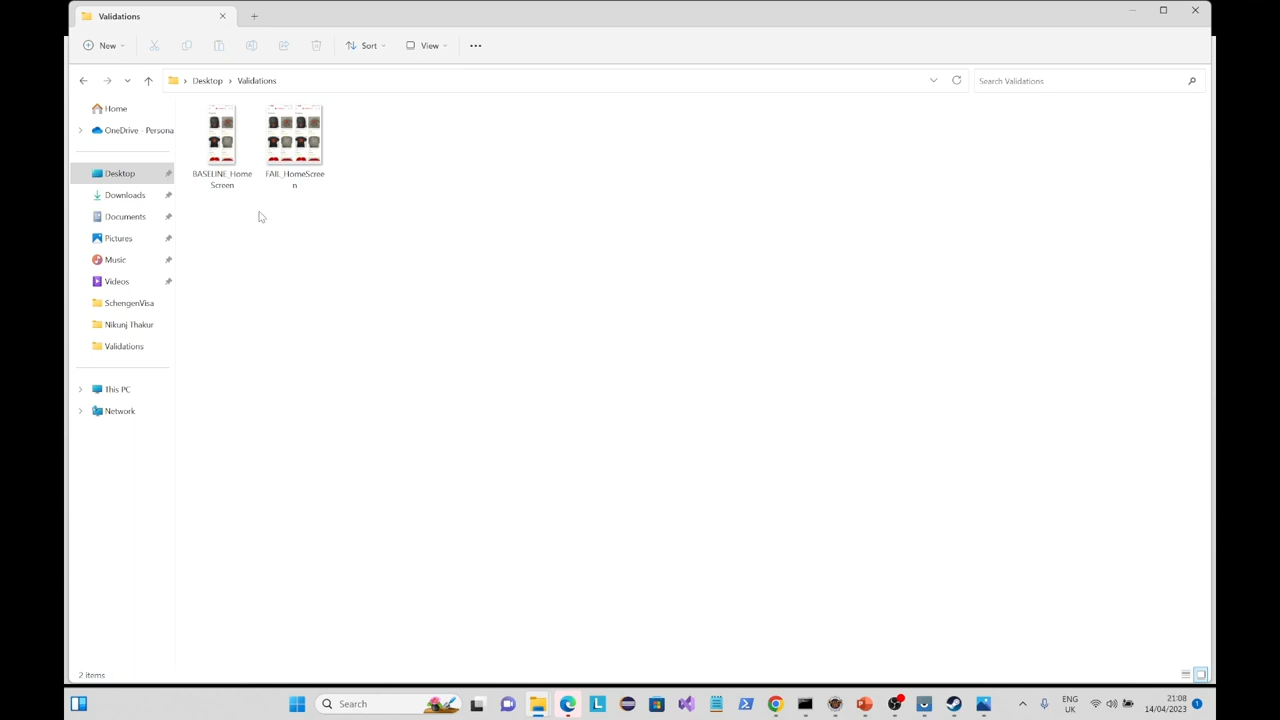 Validations
New
Sort
View
Desktop
Validations
Search Validations
Home
OneDrive - Persona
Desktop
Downloads
Documents
Pictures
Music
Videos
SchengenVisa
Nikunj Thakur
Validations
This PC
Network
BASELINE_Home
Screen
FAIL_HomeScree
n
2 items
Search
ENG
UK
21:08
14/04/2023